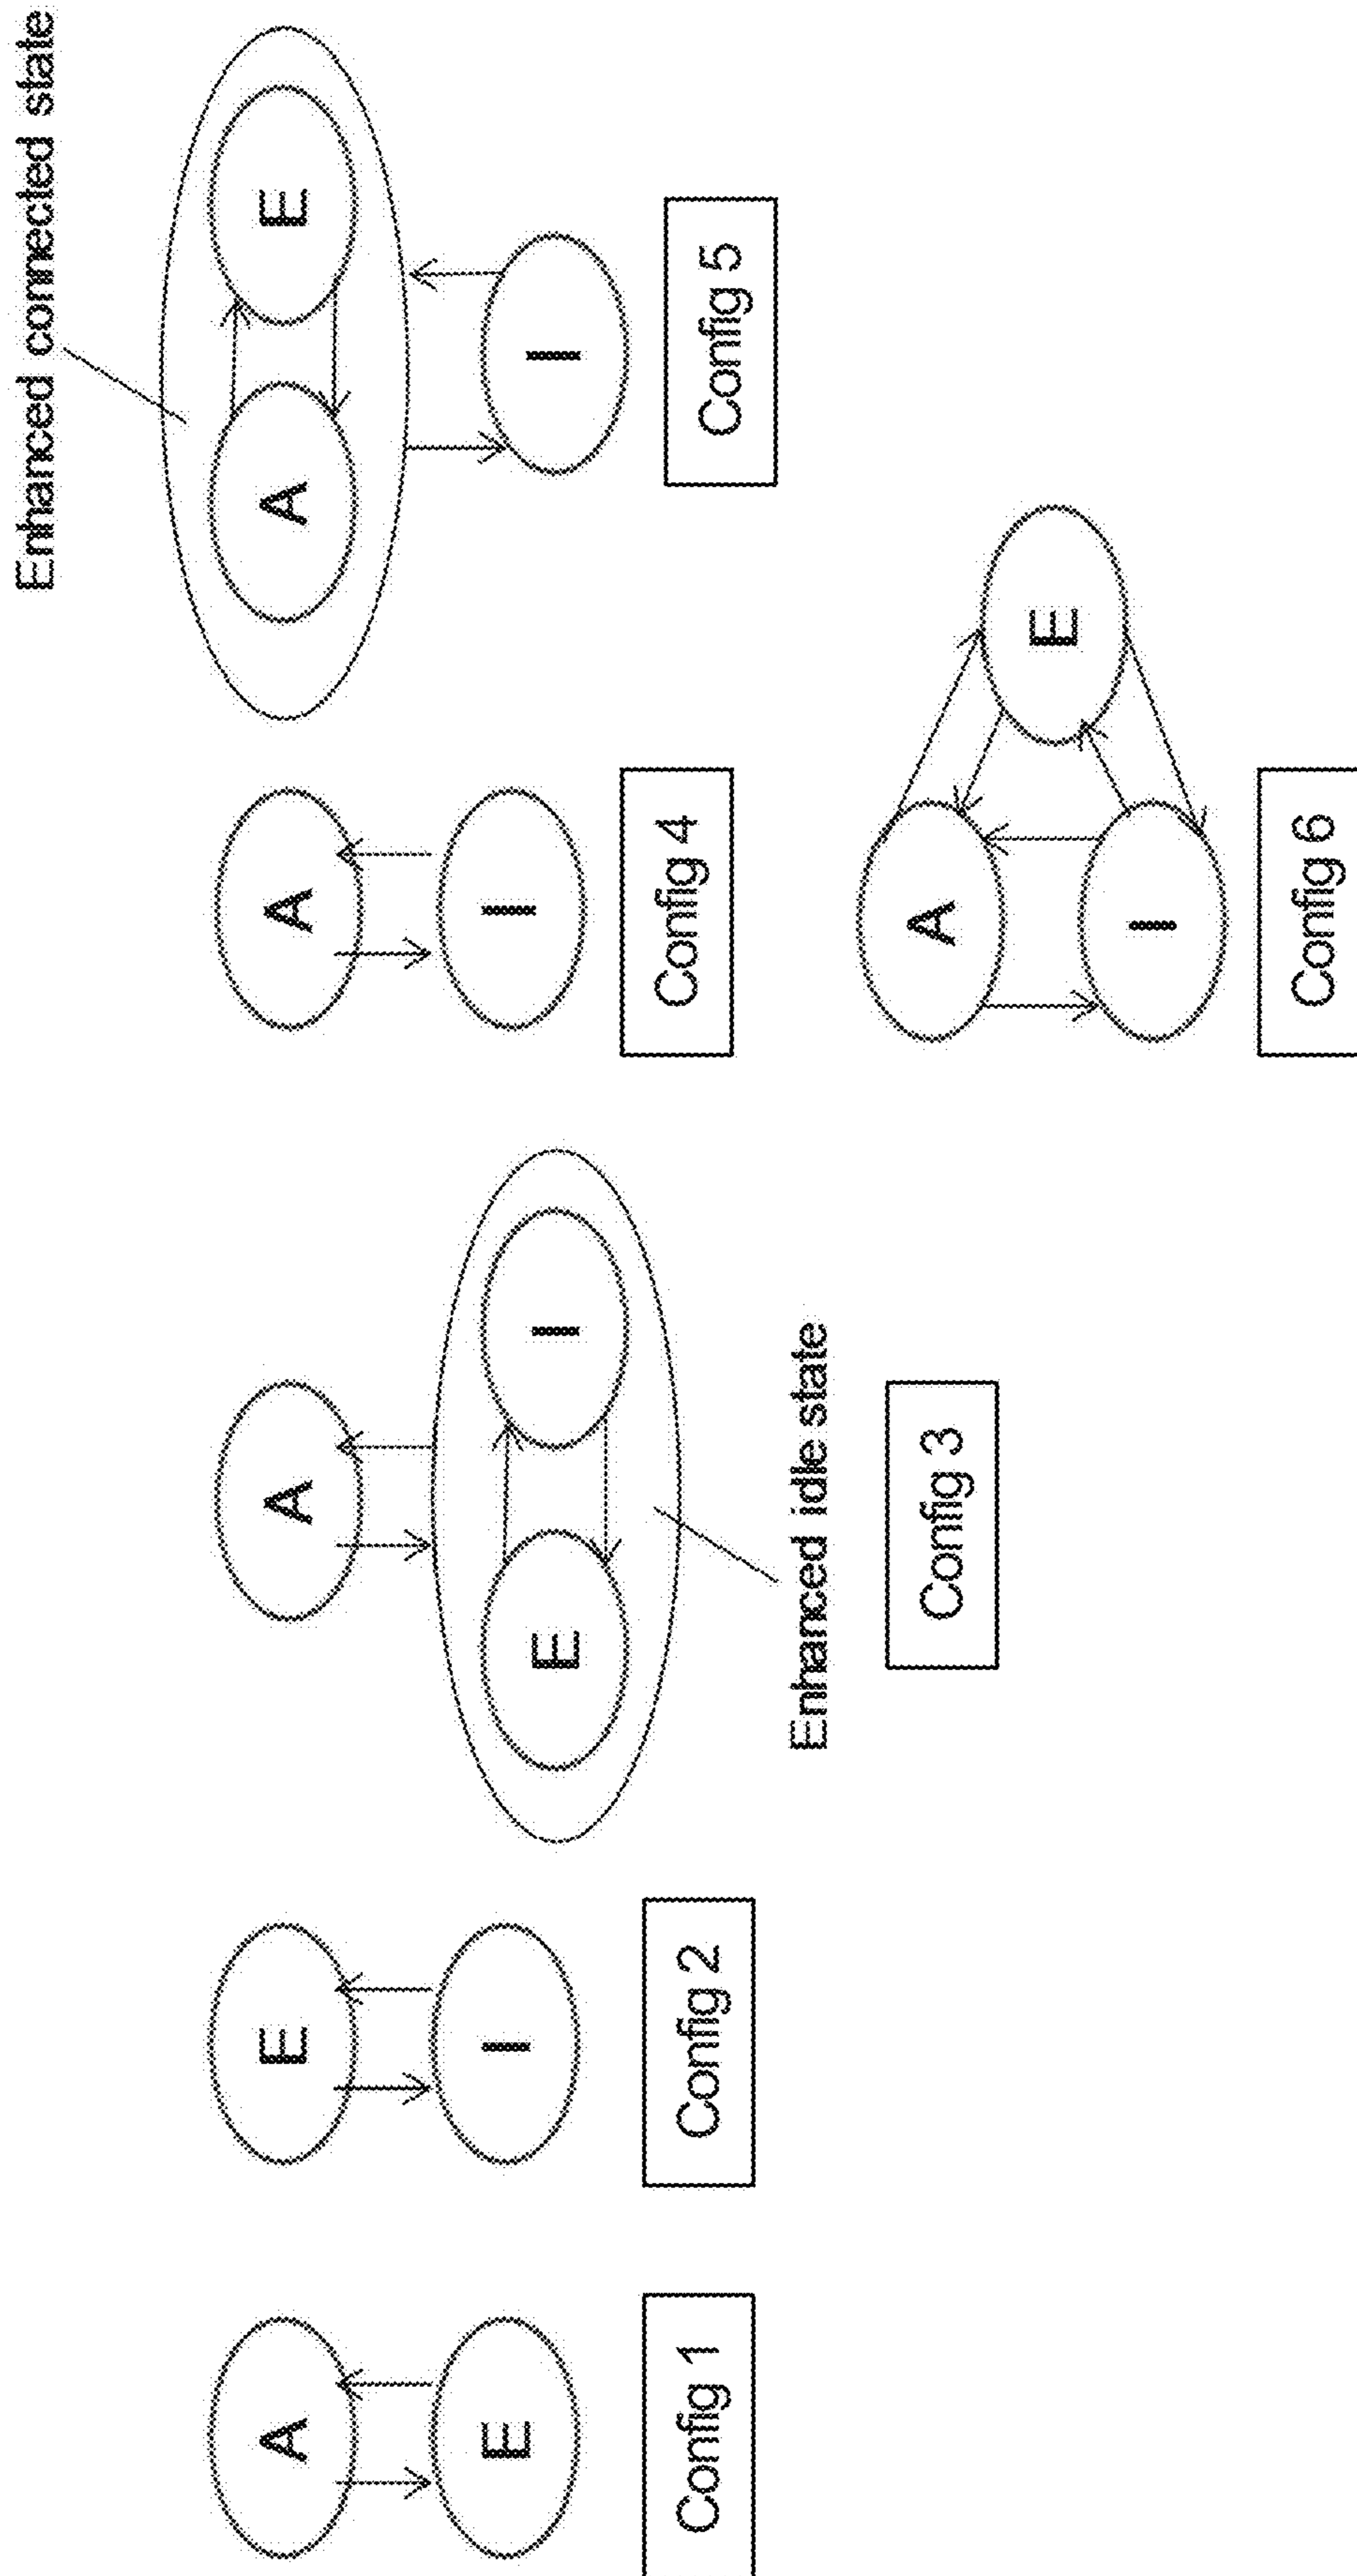 A
E
Config 1
E
I
Config 2
A
E I
Enhanced idle state
Config 3
A
I
Config 4
Enhanced connected state
A E
I
Config 5
A
E
I
Config 6